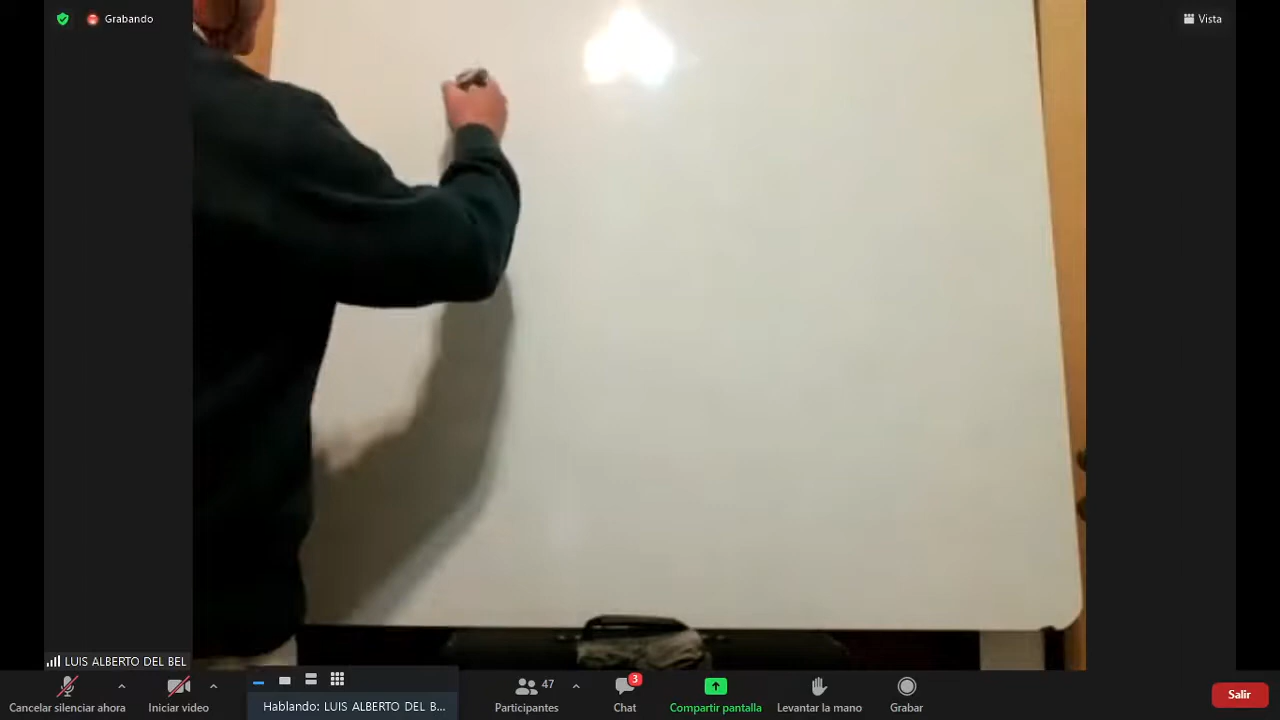 Grabando
Vista
LUIS ALBERTO DEL BEL
Cancelar silenciar ahora
Iniciar video
Hablando: LUIS ALBERTO DEL B...
47
Participantes
3
Chat
Compartir pantalla
Levantar la mano
Grabar
Salir